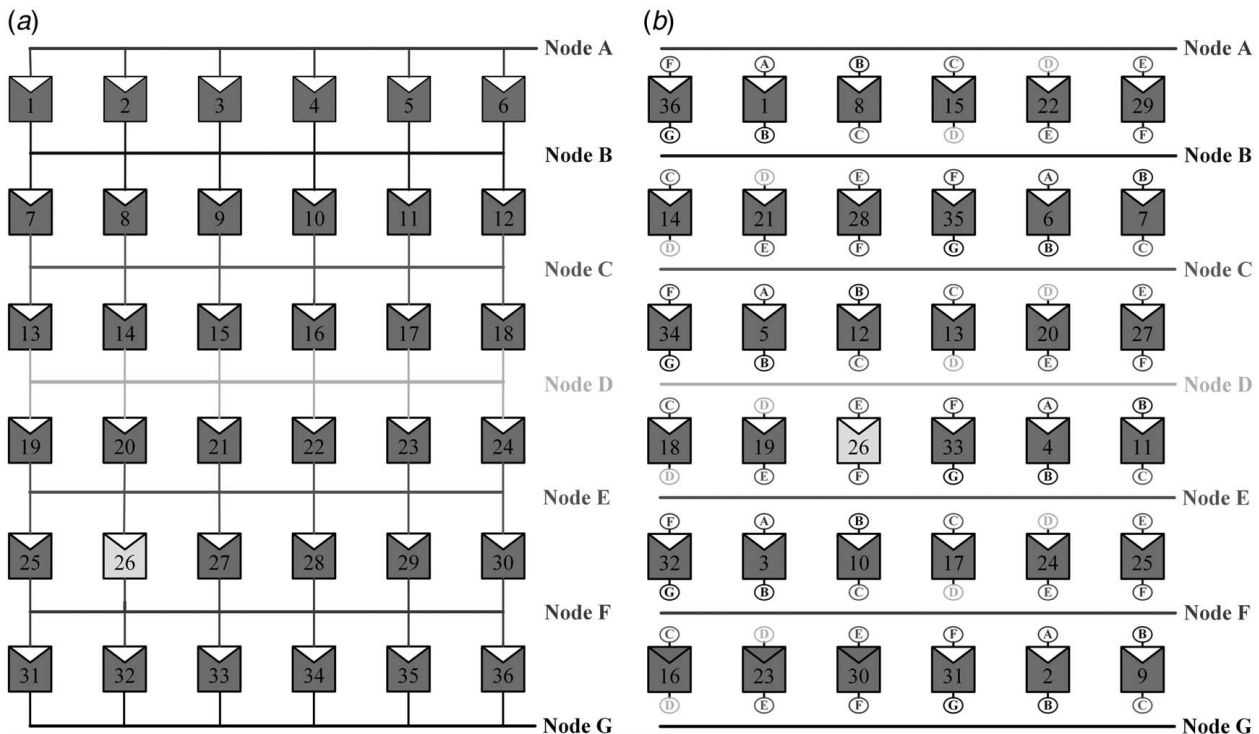 (a)
Node A
1 2 3 4 5 6
Node B
7 8 9 10 11 12
Node C
13 14 15 16 17 18
Node D
19 20 21 22 23 24
Node E
25 26 27 28 29 30
Node F
31 32 33 34 35 36
Node G
(b)
Node A
F A B C D E
36 1 8 15 22 29
G B C D E F
Node B
C D E F A B
14 21 28 35 6 7
D E F G B C
Node C
F A B C D E
34 5 12 13 20 27
G B C D E F
Node D
C D E F A B
18 19 26 33 4 11
D E F G B C
Node E
F A B C D E
32 3 10 17 24 25
G B C D E F
Node F
C D E F A B
16 23 30 31 2 9
D E F G B C
Node G